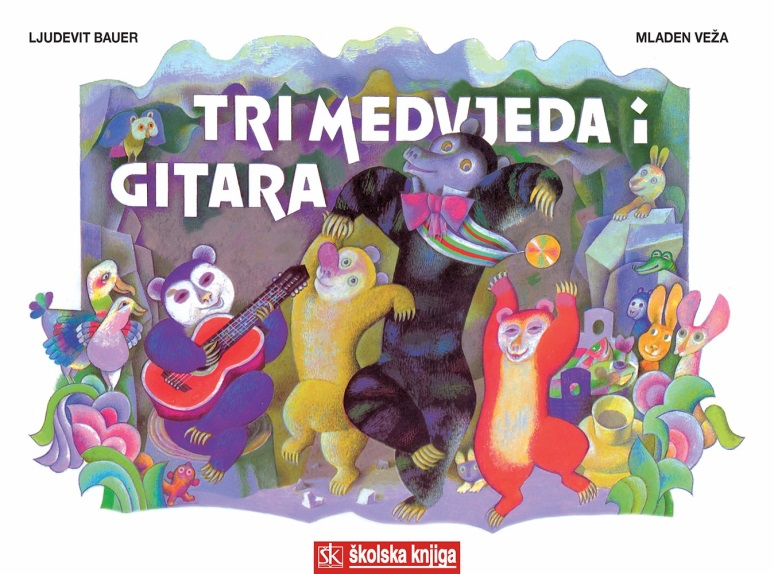 LJUDEVIT BAUER
MLADEN VEŽA
TRI MEDVJEDA i
GITARA
ŠK školska knjiga